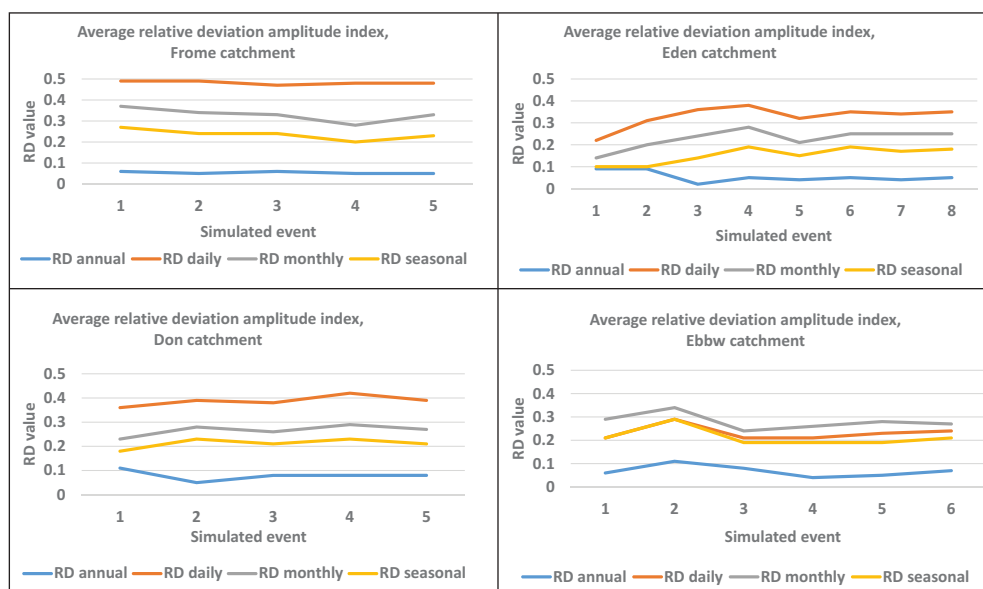 Average relative deviation amplitude index,
Frome catchment
RD value
0.5
0.4
0.3
0.2
0.1
0
1 2 3 4 5
Simulated event
RD annual RD daily RD monthly RD seasonal
Average relative deviation amplitude index,
Eden catchment
RD value
0.5
0.4
0.3
0.2
0.1
0
1 2 3 4 5 6 7 8
Simulated event
RD annual RD daily RD monthly RD seasonal
Average relative deviation amplitude index,
Don catchment
RD value
0.5
0.4
0.3
0.2
0.1
0
1 2 3 4 5
Simulated event
RD annual RD daily RD monthly RD seasonal
Average relative deviation amplitude index,
Ebbw catchment
RD value
0.5
0.4
0.3
0.2
0.1
0
1 2 3 4 5 6
Simulated event
RD annual RD daily RD monthly RD seasonal